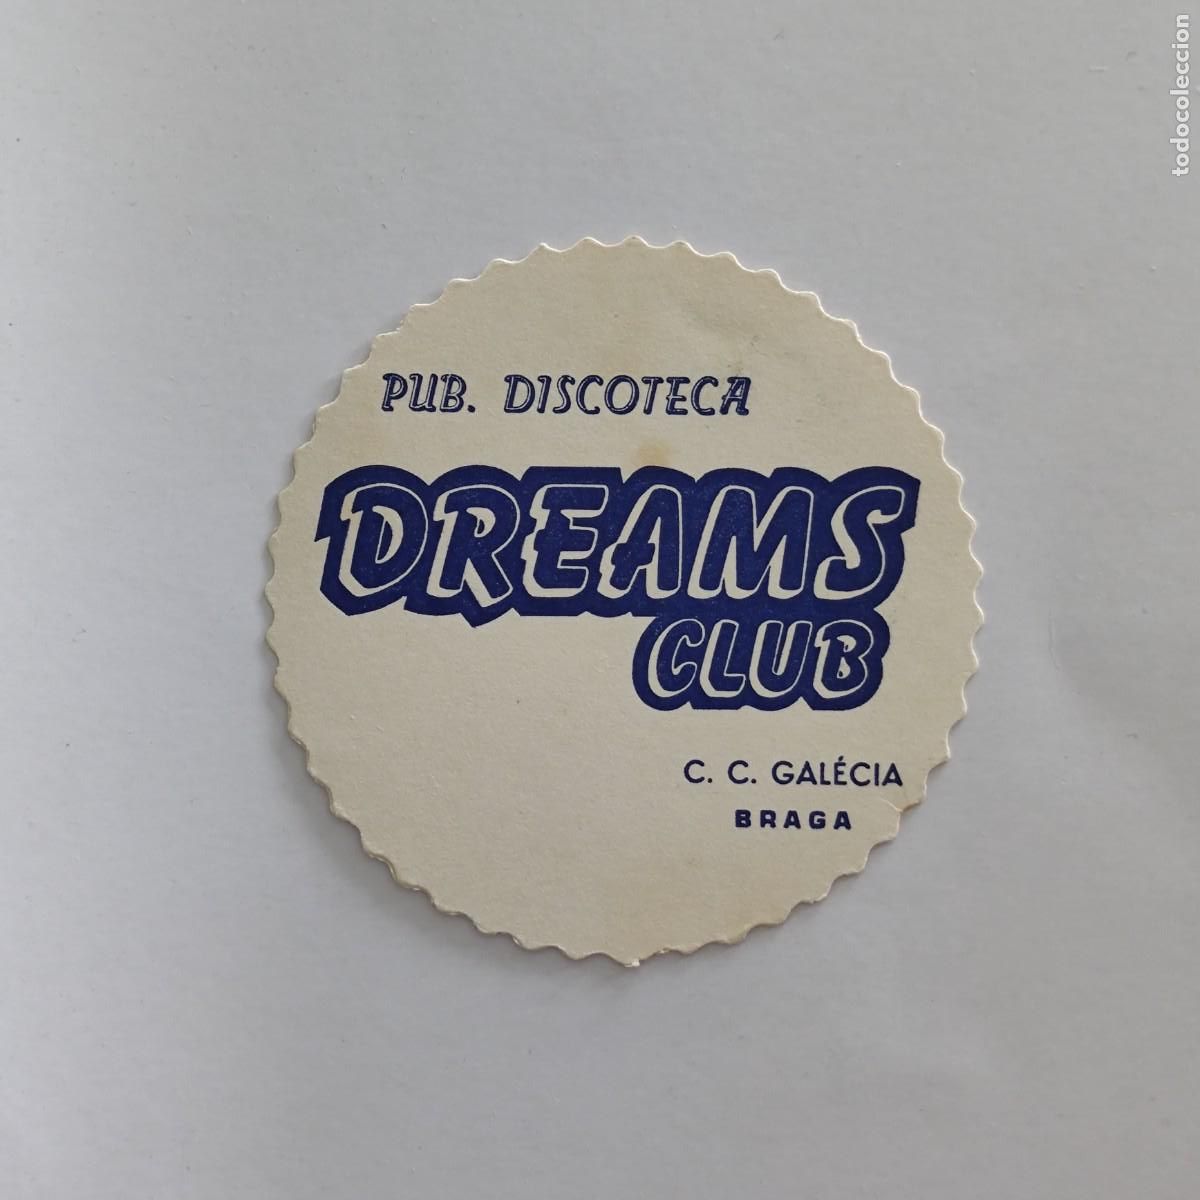 todocoleccion
PUB. DISCOTECA
DREAMS
CLUB
C. C. GALÉCIA
BRAGA